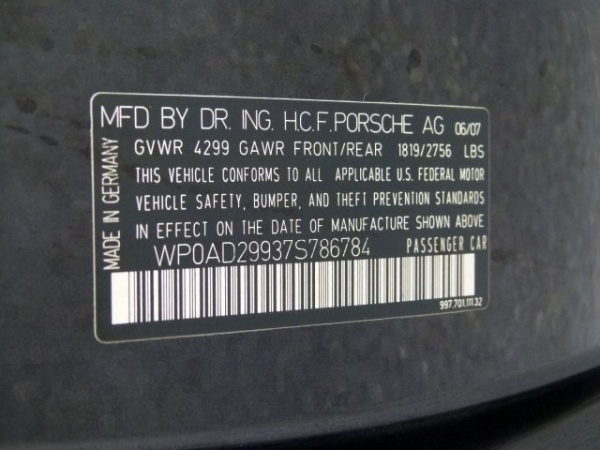 MFD BY DR. ING. H.C.F. PORSCHE AG 06/07
GVWR 4299 GAWR FRONT/REAR 1819/2756 LBS
THIS VEHICLE CONFORMS TO ALL APPLICABLE U.S. FEDERAL MOTOR
VEHICLE SAFETY, BUMPER, AND THEFT PREVENTION STANDARDS
IN EFFECT ON THE DATE OF MANUFACTURE SHOWN ABOVE
WP0AD29937S786784 PASSENGER CAR
997.701.111.32
MADE IN GERMANY